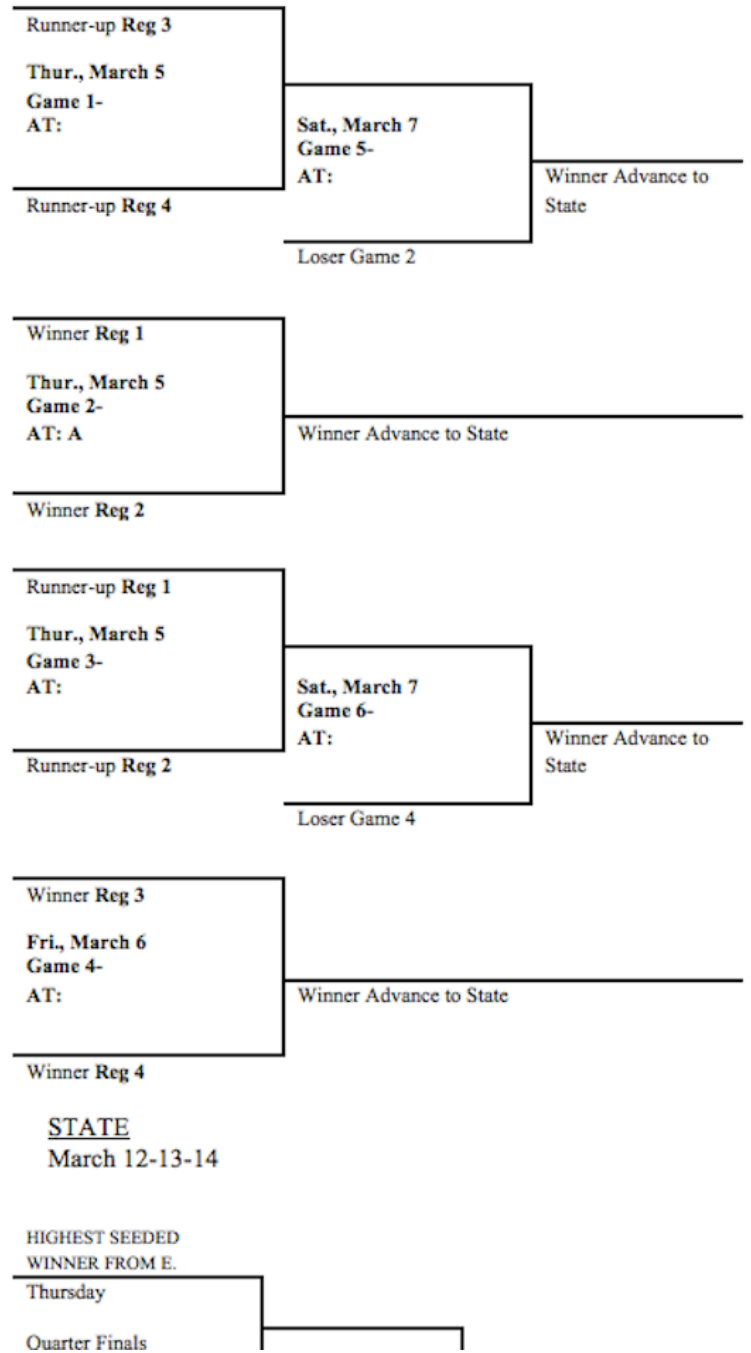 Runner-up Reg 3
Thur., March 5
Game 1-
AT:
Runner-up Reg 4
Sat., March 7
Game 5-
AT:
Loser Game 2
Winner Advance to
State
Winner Reg 1
Thur., March 5
Game 2-
AT: A
Winner Reg 2
Winner Advance to State
Runner-up Reg 1
Thur., March 5
Game 3-
AT:
Runner-up Reg 2
Sat., March 7
Game 6-
AT:
Loser Game 4
Winner Advance to
State
Winner Reg 3
Fri., March 6
Game 4-
AT:
Winner Reg 4
Winner Advance to State
STATE
March 12-13-14
HIGHEST SEEDED
WINNER FROM E.
Thursday
Quarter Finals